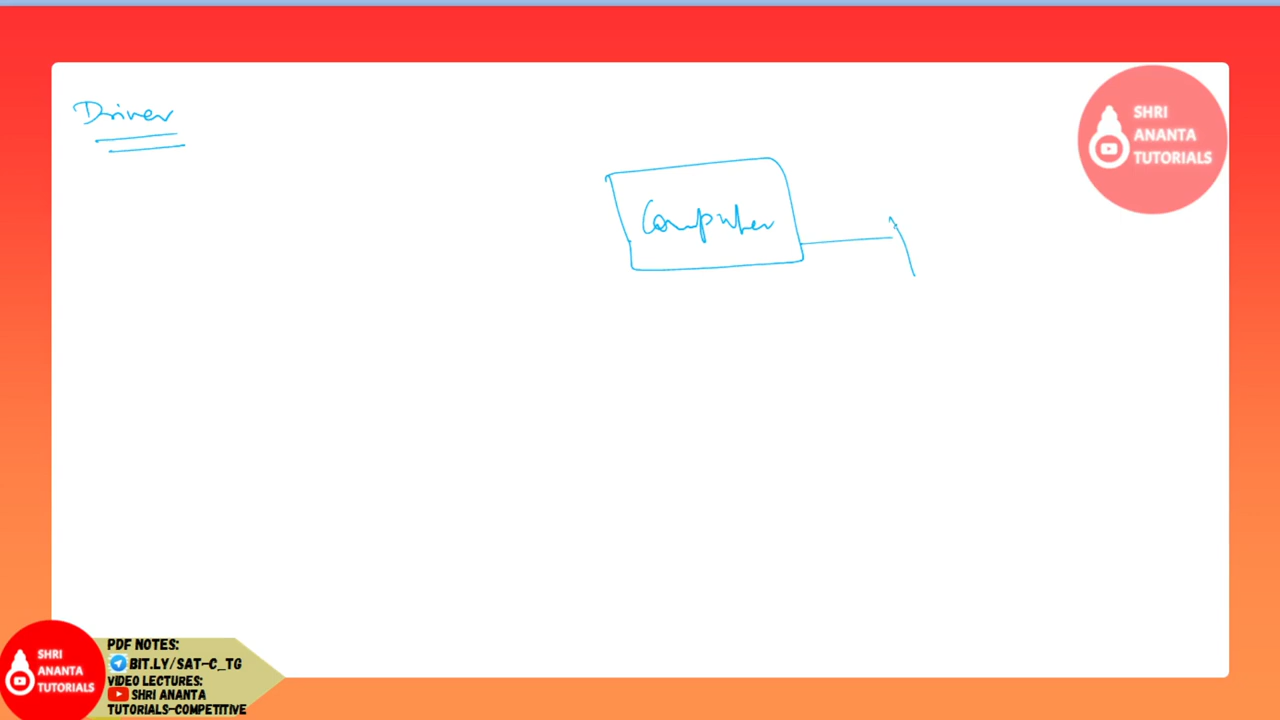 Driver
SHRI
ANANTA
TUTORIALS
Computer
SHRI
ANANTA
TUTORIALS
PDF NOTES:
BIT.LY/SAT-C_TG
VIDEO LECTURES:
SHRI ANANTA
TUTORIALS-COMPETITIVE